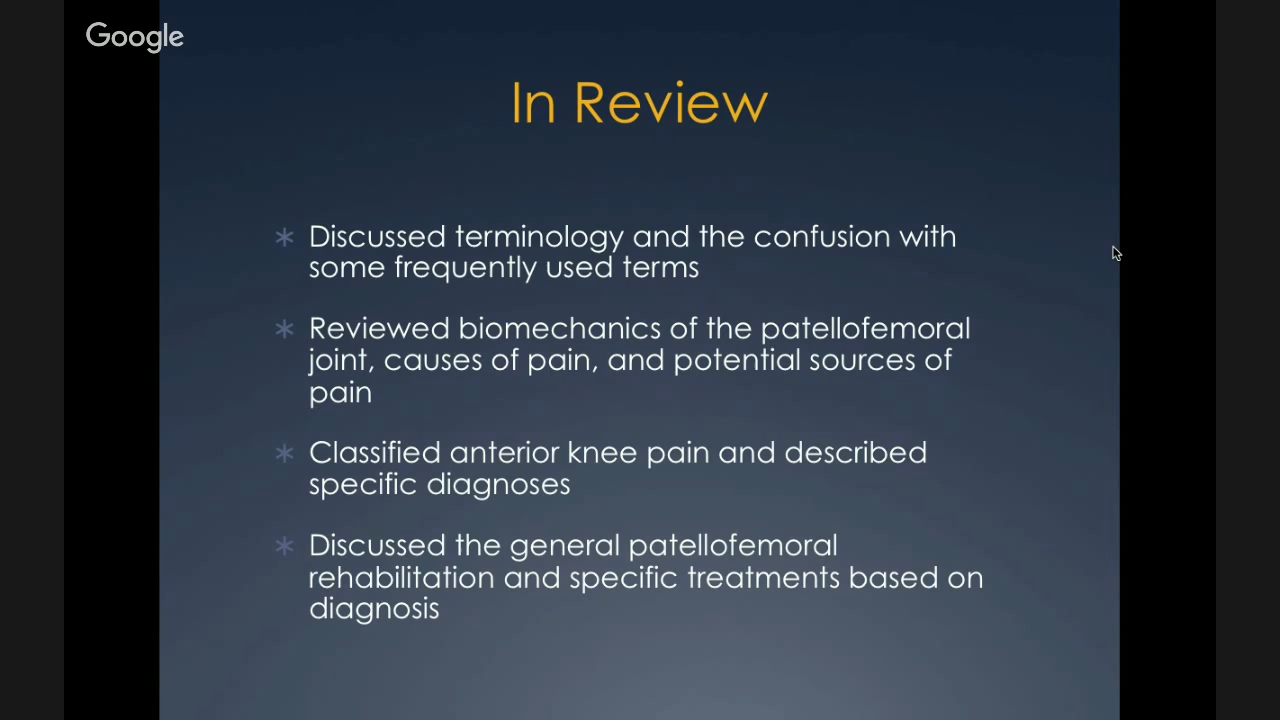 Google
In Review
Discussed terminology and the confusion with
some frequently used terms
Reviewed biomechanics of the patellofemoral
joint, causes of pain, and potential sources of
pain
Classified anterior knee pain and described
specific diagnoses
Discussed the general patellofemoral
rehabilitation and specific treatments based on
diagnosis